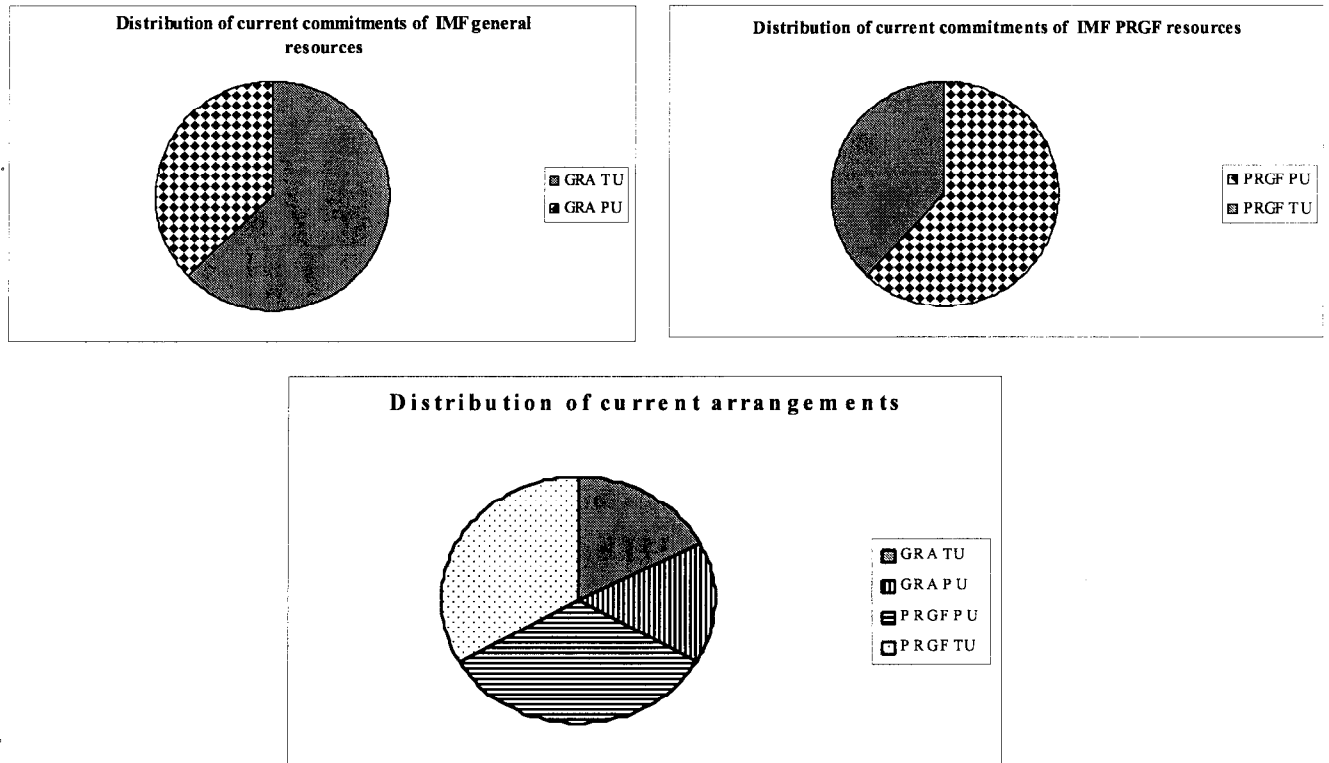 Distribution of current commitments of IMF general
resources
GRA TU
GRA PU
Distribution of current commitments of IMF PRGF resources
PRGF PU
PRGF TU
Distribution of current arrangements
GRA TU
GRA PU
PRGF PU
PRGF TU